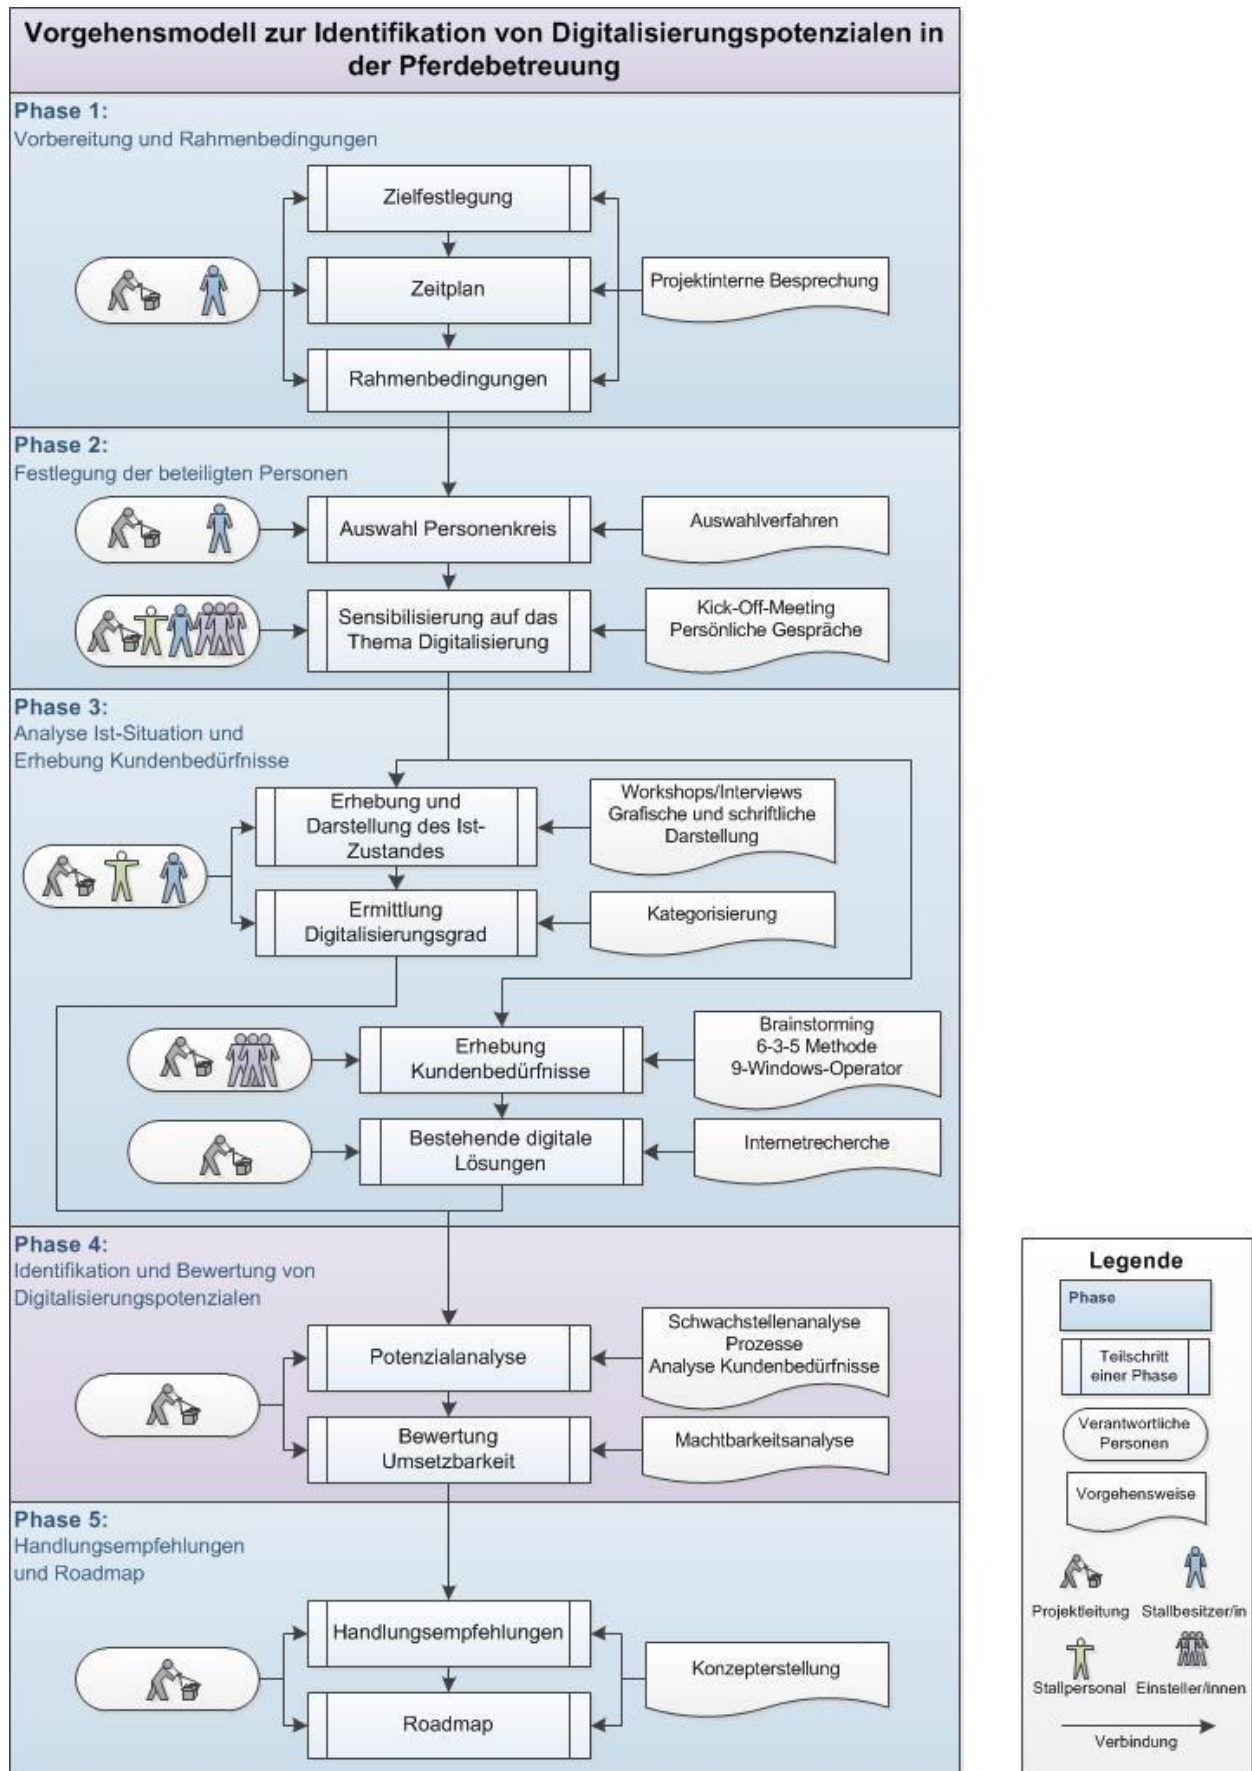 Vorgehensmodell zur Identifikation von Digitalisierungspotenzialen in
der Pferdebetreuung
Phase 1:
Vorbereitung und Rahmenbedingungen
Zielfestlegung
Zeitplan
Projektinterne Besprechung
Rahmenbedingungen
Phase 2:
Festlegung der beteiligten Personen
Auswahl Personenkreis
Auswahlverfahren
Sensibilisierung auf das
Thema Digitalisierung
Kick-Off-Meeting
Persönliche Gespräche
Phase 3:
Analyse Ist-Situation und
Erhebung Kundenbedürfnisse
Erhebung und
Darstellung des Ist-
Zustandes
Workshops/Interviews
Grafische und schriftliche
Darstellung
Ermittlung
Digitalisierungsgrad
Kategorisierung
Erhebung
Kundenbedürfnisse
Brainstorming
6-3-5 Methode
9-Windows-Operator
Bestehende digitale
Lösungen
Internetrecherche
Phase 4:
Identifikation und Bewertung von
Digitalisierungspotenzialen
Potenzialanalyse
Schwachstellenanalyse
Prozesse
Analyse Kundenbedürfnisse
Bewertung
Umsetzbarkeit
Machtbarkeitsanalyse
Phase 5:
Handlungsempfehlungen
und Roadmap
Handlungsempfehlungen
Konzepterstellung
Roadmap
Legende
Phase
Teilschritt
einer Phase
Verantwortliche
Personen
Vorgehensweise
Projektleitung
Stallbesitzer/in
Stallpersonal
Einsteller/innen
Verbindung